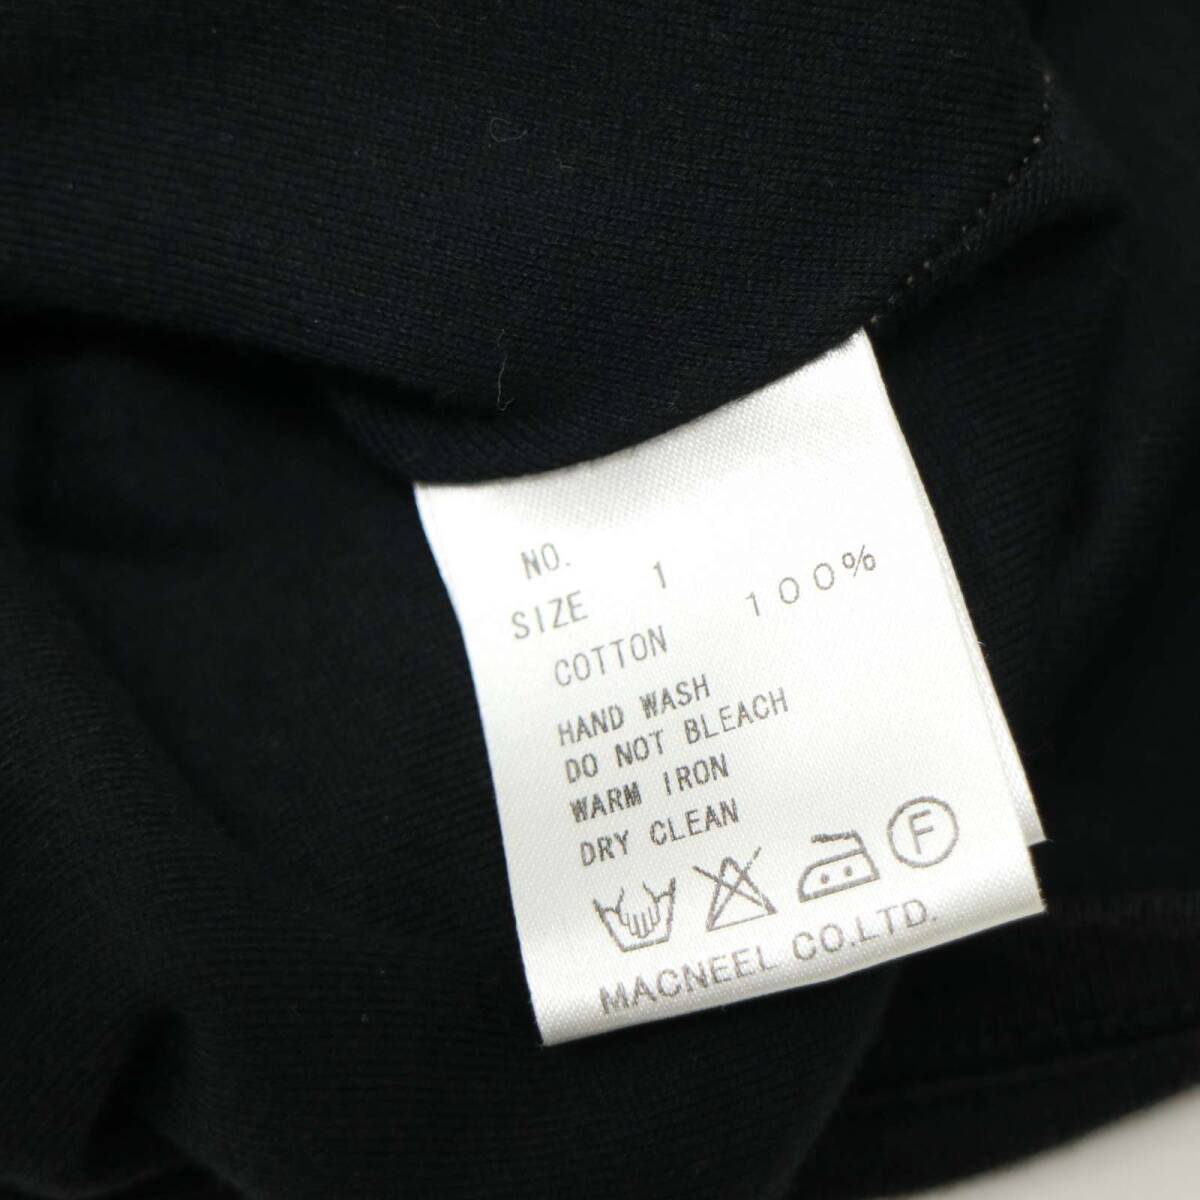 NO.
SIZE 1
COTTON 100%
HAND WASH
DO NOT BLEACH
WARM IRON
DRY CLEAN
F
MACNEEL CO.LTD.